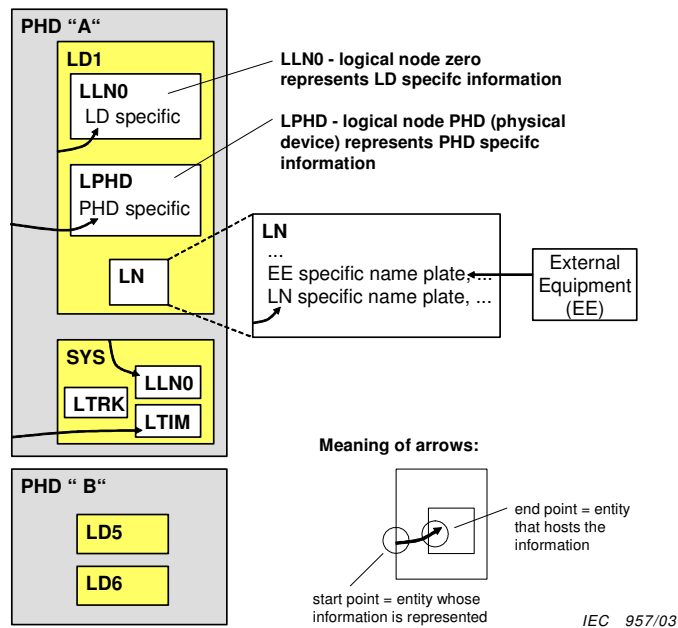 PHD “A“
LD1
LLN0
LD specific
LPHD
PHD specific
LN
LLN0 - logical node zero
represents LD specifc information
LPHD - logical node PHD (physical
device) represents PHD specifc
information
LN
...
EE specific name plate, ...
LN specific name plate, ...
External
Equipment
(EE)
SYS
LLN0
LTRK
LTIM
PHD “ B“
LD5
LD6
Meaning of arrows:
end point = entity
that hosts the
information
start point = entity whose
information is represented
IEC 957/03